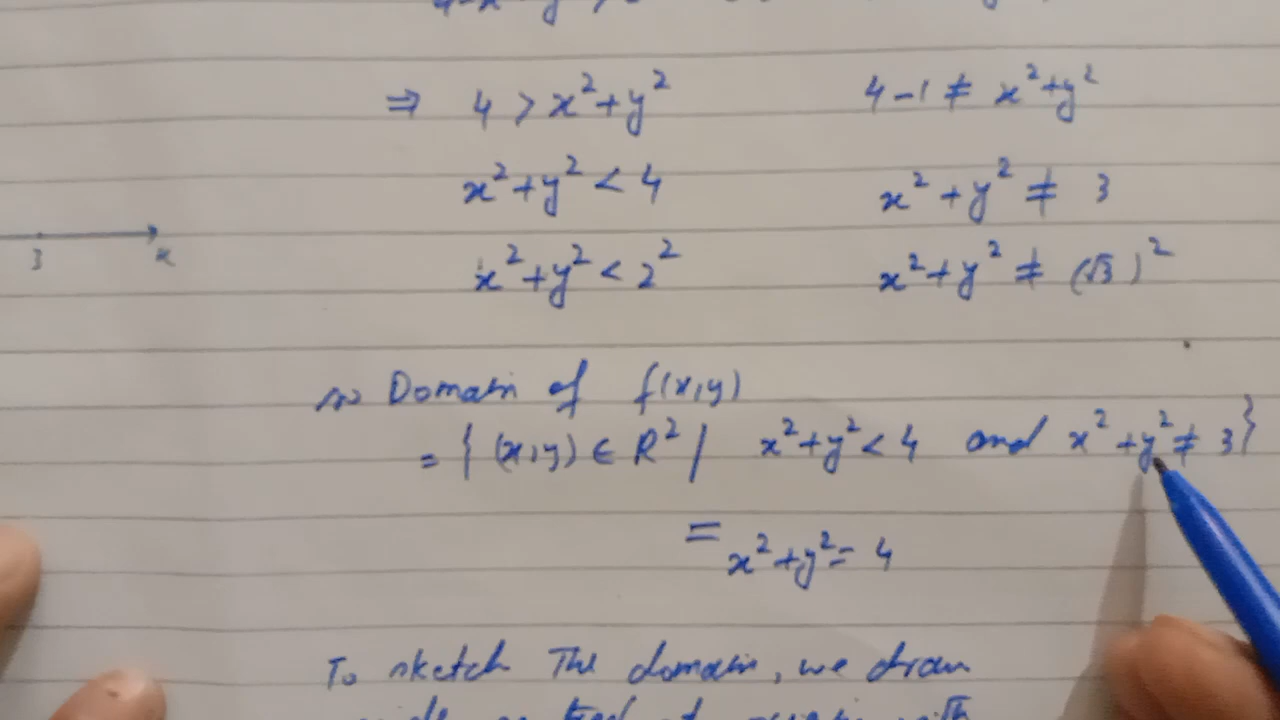 ⇒ 4 > x²+y² 4-1 ≠ x²+y²
x²+y² < 4 x²+y² ≠ 3
x²+y² < 2² x²+y² ≠ (√3)²
3 x
Domain of f(x,y)
= { (x,y) ∈ R² / x²+y² < 4 and x²+y² ≠ 3}
= x²+y² = 4
To sketch The domain, we draw